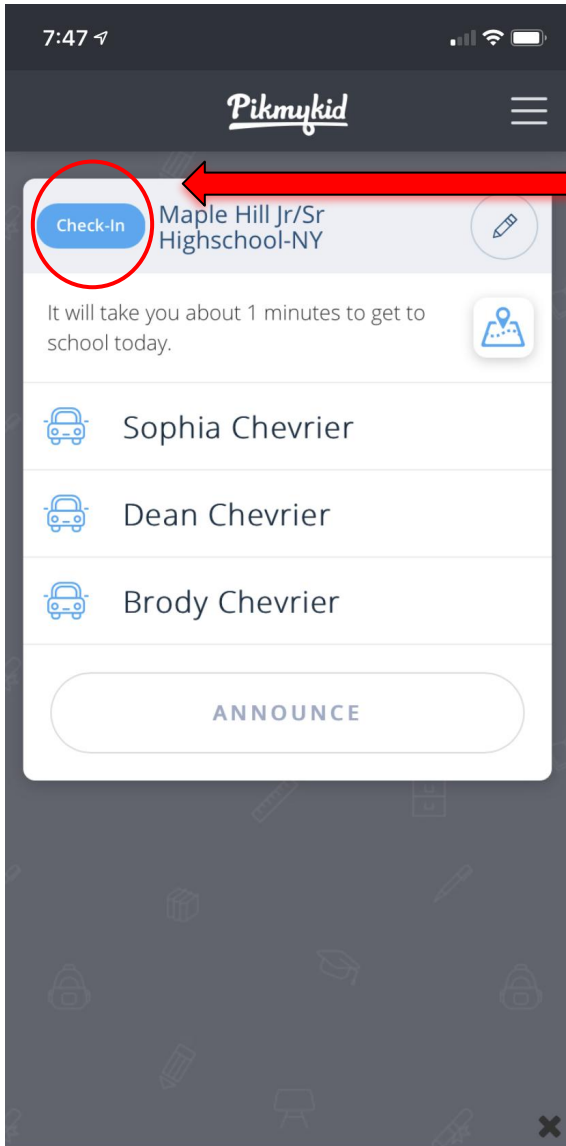 7:47
Pikmykid
Check-In
Maple Hill Jr/Sr
Highschool-NY
It will take you about 1 minutes to get to
school today.
Sophia Chevrier
Dean Chevrier
Brody Chevrier
ANNOUNCE